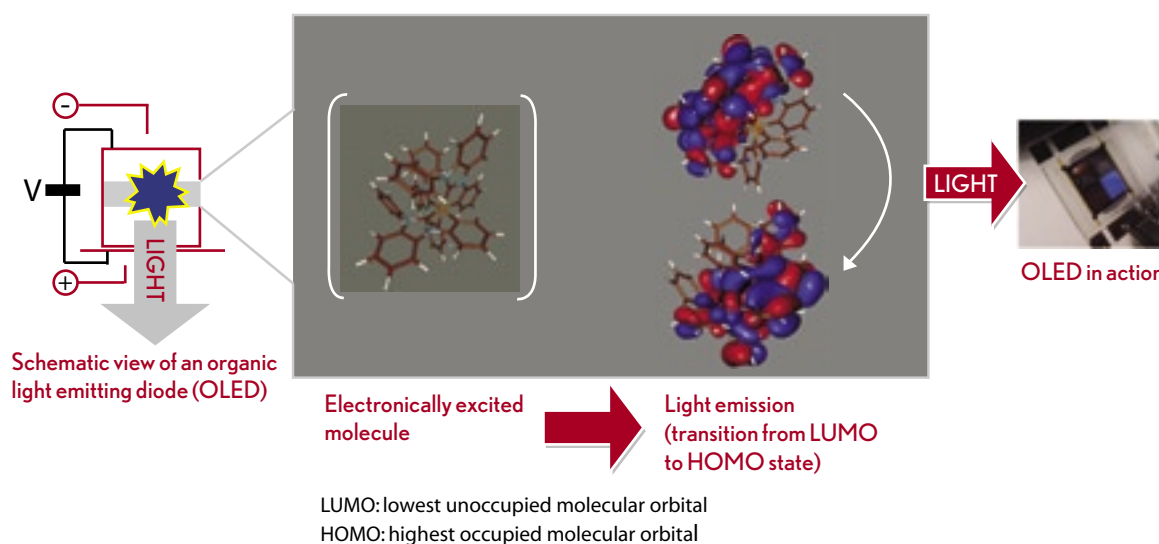 -
V
+
LIGHT
Schematic view of an organic
light emitting diode (OLED)
Electronically excited
molecule
Light emission
(transition from LUMO
to HOMO state)
LIGHT
OLED in action
LUMO: lowest unoccupied molecular orbital
HOMO: highest occupied molecular orbital